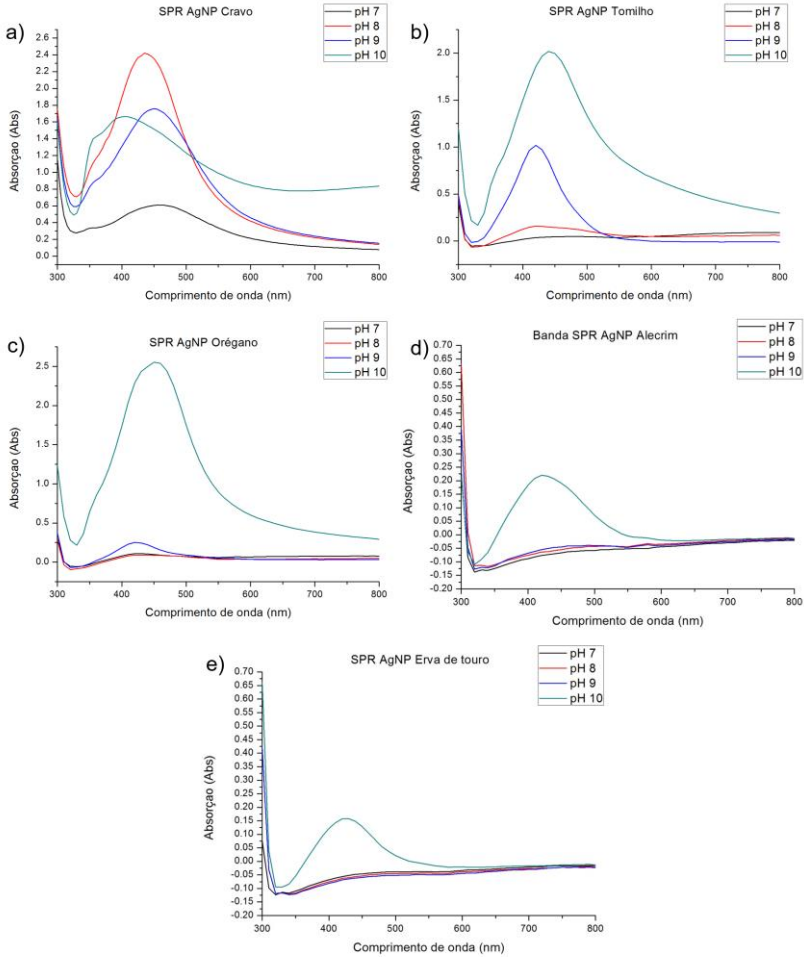 a)
SPR AgNP Cravo
pH 7
pH 8
pH 9
pH 10
Absorçao (Abs)
2.6
2.4
2.2
2.0
1.8
1.6
1.4
1.2
1.0
0.8
0.6
0.4
0.2
0.0
300 400 500 600 700 800
Comprimento de onda (nm)
b)
SPR AgNP Tomilho
pH 7
pH 8
pH 9
pH 10
Absorçao (Abs)
2.0
1.5
1.0
0.5
0.0
300 400 500 600 700 800
Comprimento de onda (nm)
c)
SPR AgNP Orégano
pH 7
pH 8
pH 9
pH 10
Absorçao (Abs)
2.5
2.0
1.5
1.0
0.5
0.0
300 400 500 600 700 800
Comprimento de onda (nm)
d)
Banda SPR AgNP Alecrim
pH 7
pH 8
pH 9
pH 10
Absorçao (Abs)
0.70
0.65
0.60
0.55
0.50
0.45
0.40
0.35
0.30
0.25
0.20
0.15
0.10
0.05
0.00
-0.05
-0.10
-0.15
-0.20
300 400 500 600 700 800
Comprimento de onda (nm)
e)
SPR AgNP Erva de touro
pH 7
pH 8
pH 9
pH 10
Absorçao (Abs)
0.70
0.65
0.60
0.55
0.50
0.45
0.40
0.35
0.30
0.25
0.20
0.15
0.10
0.05
0.00
-0.05
-0.10
-0.15
-0.20
300 400 500 600 700 800
Comprimento de onda (nm)